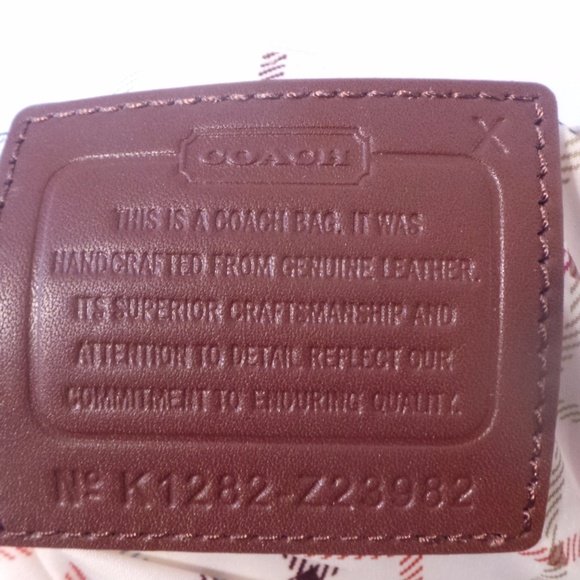 X
COACH
THIS IS A COACH BAG. IT WAS
HANDCRAFTED FROM GENUINE LEATHER.
ITS SUPERIOR CRAFTSMANSHIP AND
ATTENTION TO DETAIL REFLECT OUR
COMMITMENT TO ENDURING QUALITY.
Nº K1282-Z23982